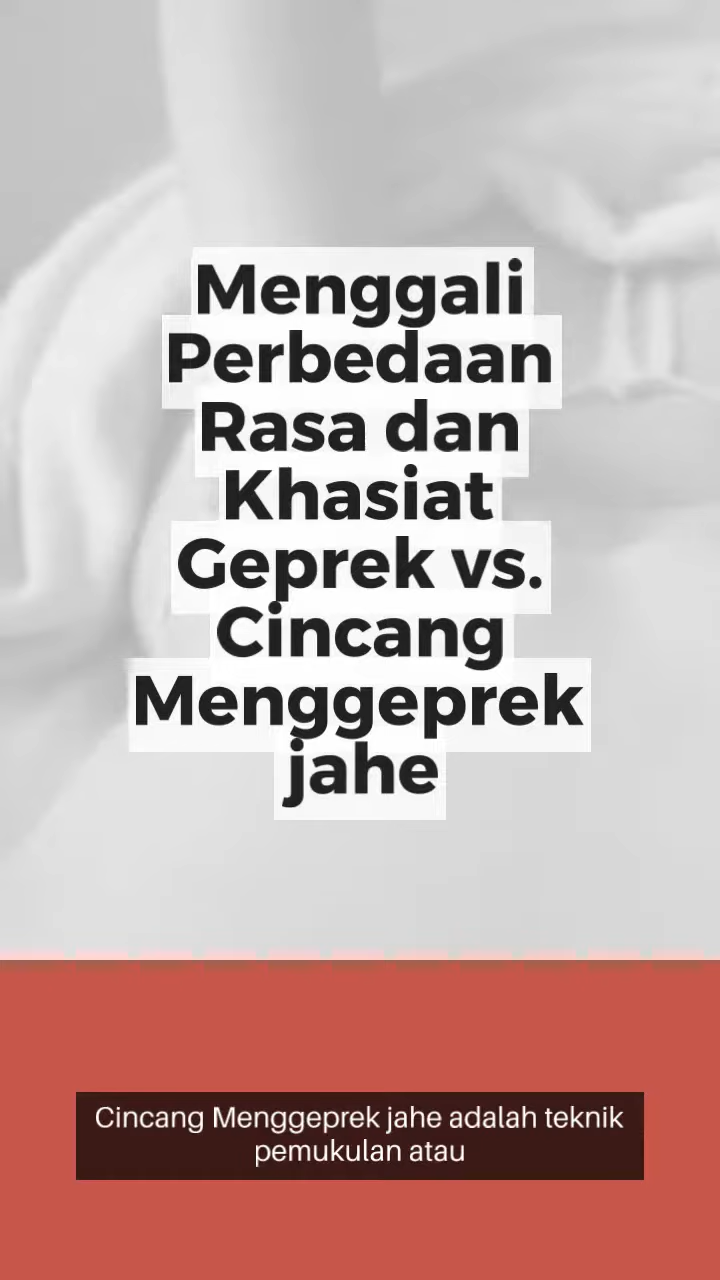 Menggali
Perbedaan
Rasa dan
Khasiat
Geprek vs.
Cincang
Menggeprek
jahe
Cincang Menggeprek jahe adalah teknik
pemukulan atau